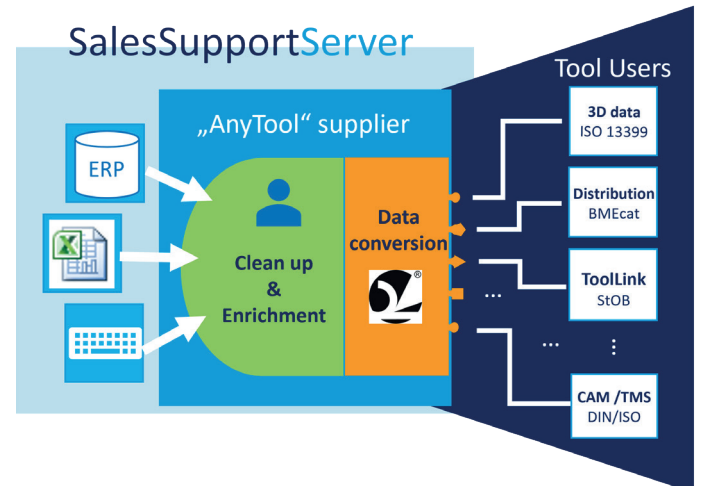 SalesSupportServer
Tool Users
„AnyTool“ supplier
ERP
Clean up
&
Enrichment
Data
conversion
®
3D data
ISO 13399
Distribution
BMEcat
ToolLink
StOB
...
...
⋮
CAM /TMS
DIN/ISO